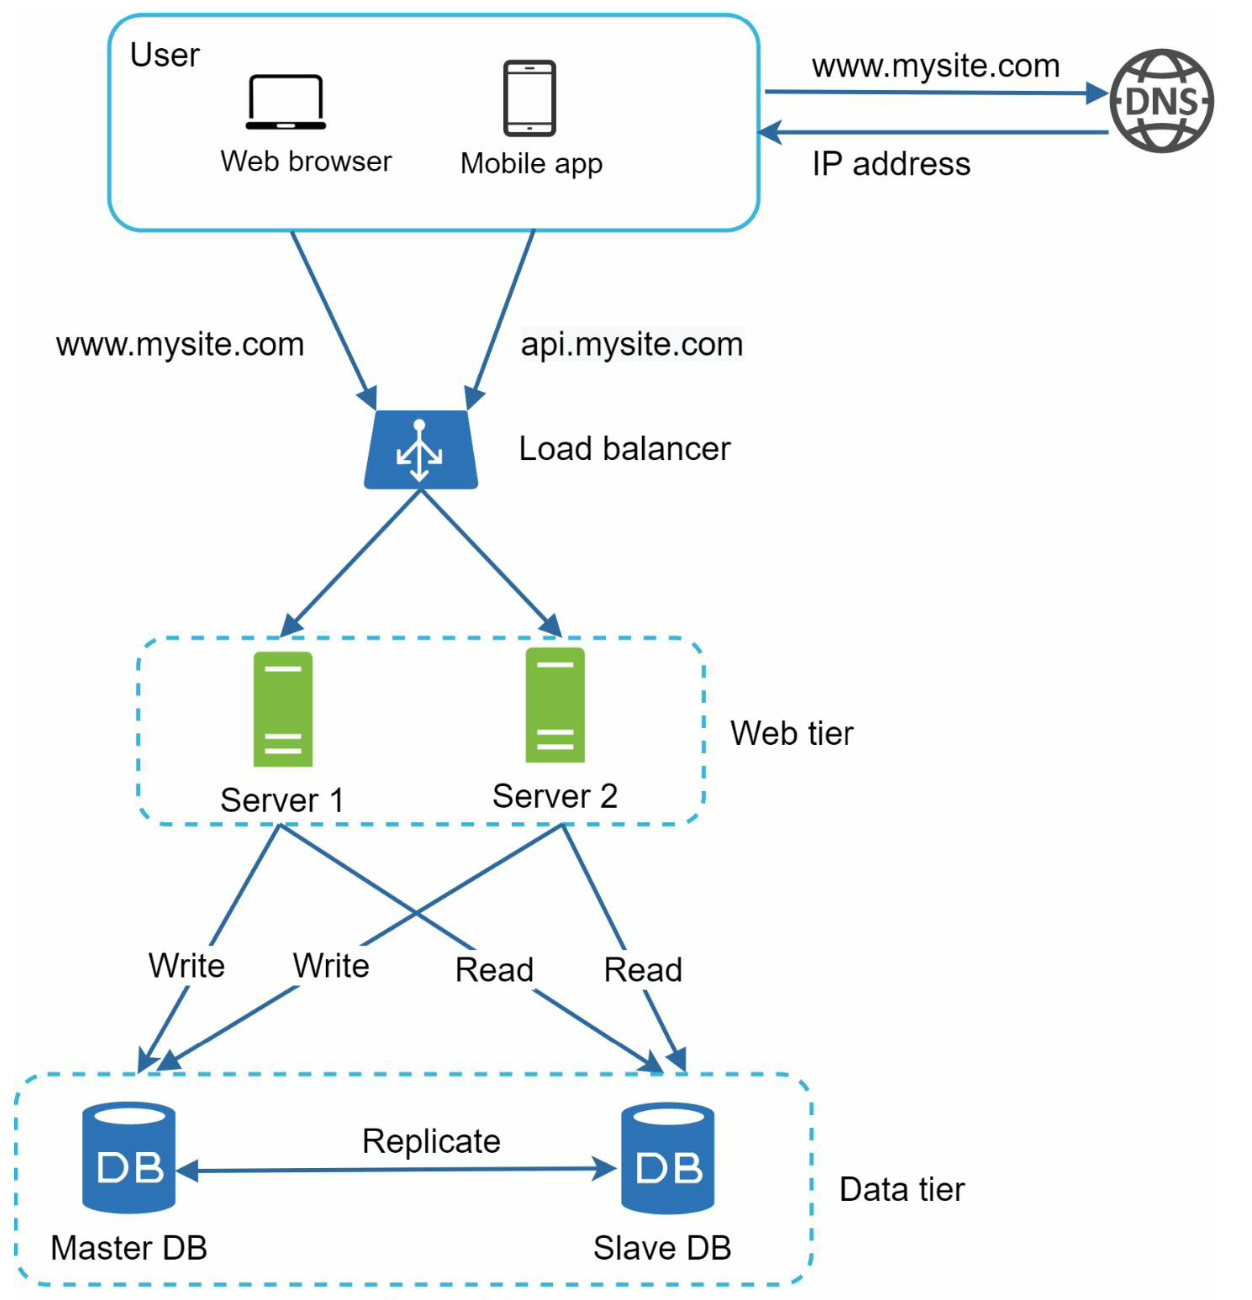 User
Web browser
Mobile app
www.mysite.com
DNS
IP address
www.mysite.com
api.mysite.com
Load balancer
Server 1
Server 2
Web tier
Write
Write
Read
Read
Replicate
DB
DB
Master DB
Slave DB
Data tier